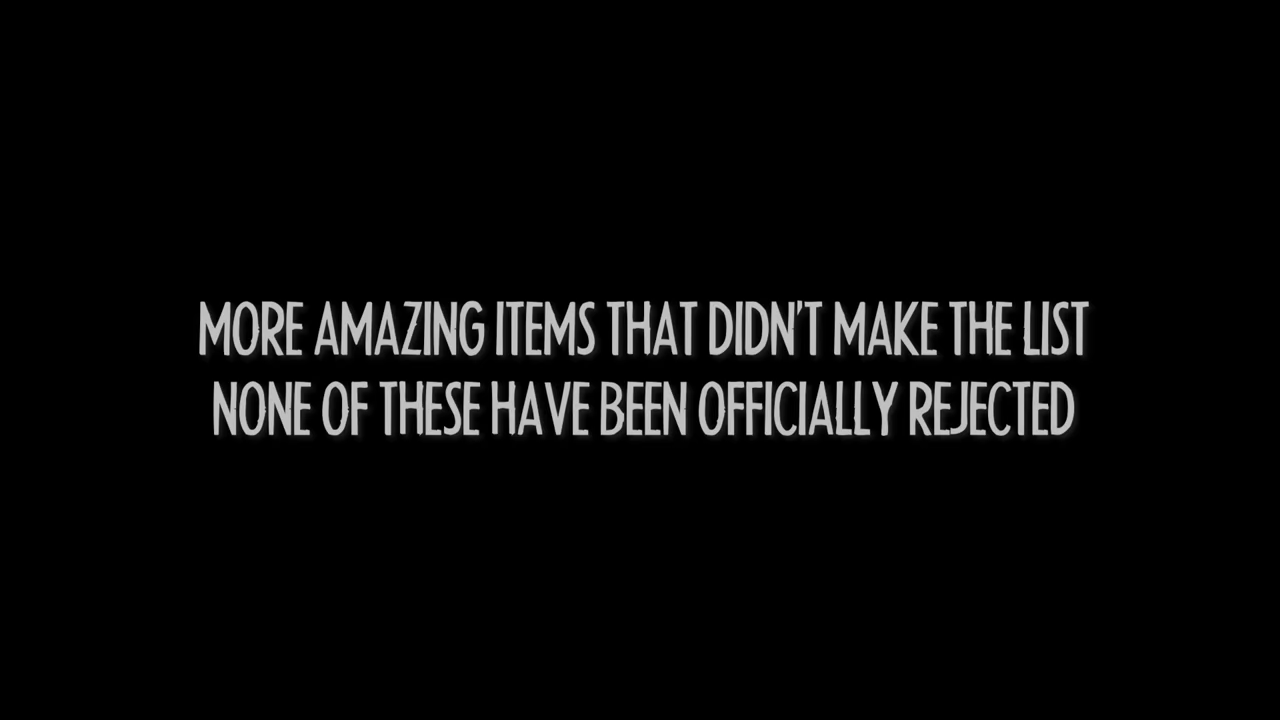 MORE AMAZING ITEMS THAT DIDN'T MAKE THE LIST
NONE OF THESE HAVE BEEN OFFICIALLY REJECTED